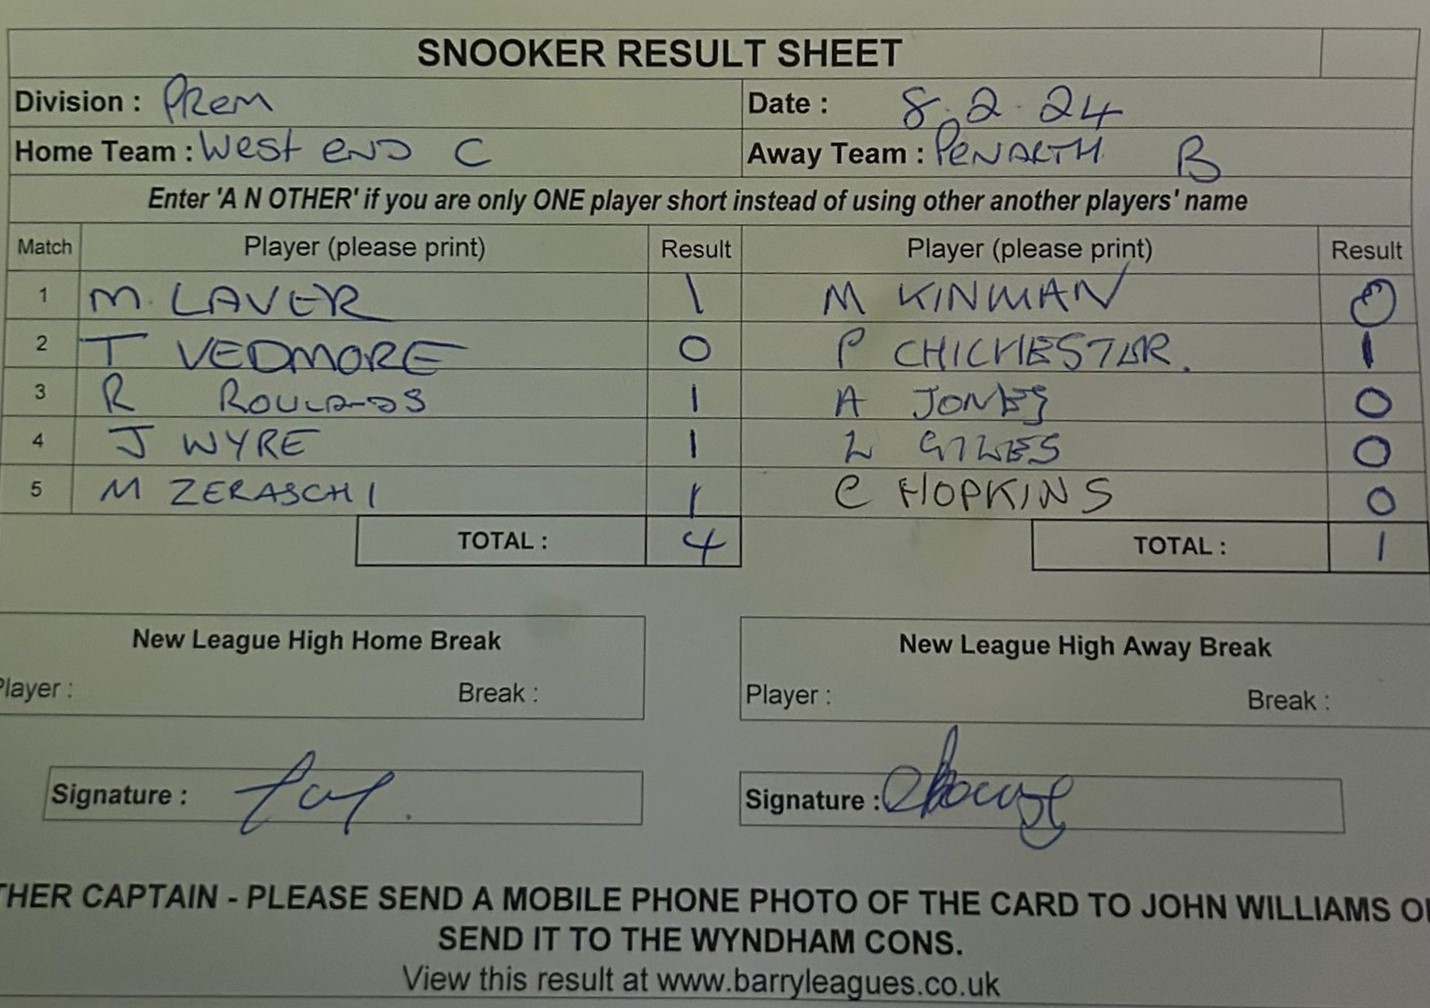 SNOOKER RESULT SHEET
Division : PREM Date : 8.2.24
Home Team : West END C Away Team : PENARTH B
Enter 'A N OTHER' if you are only ONE player short instead of using other another players' name
Match Player (please print) Result Player (please print) Result
1 M. LAVER 1 M KINMAN 0
2 T VEDMORE 0 P CHICHESTAR. 1
3 R ROULANDS 1 A JONES 0
4 J WYRE 1 L GILES 0
5 M ZERASCHI 1 C HOPKINS 0
TOTAL : 4 TOTAL : 1
New League High Home Break New League High Away Break
Player : Break : Player : Break :
Signature : Signature :
THER CAPTAIN - PLEASE SEND A MOBILE PHONE PHOTO OF THE CARD TO JOHN WILLIAMS O
SEND IT TO THE WYNDHAM CONS.
View this result at www.barryleagues.co.uk